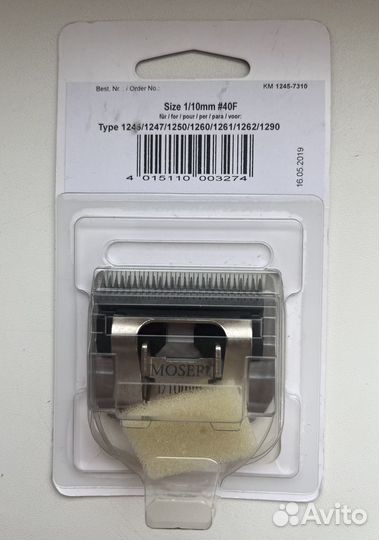 Best. Nr. : / Order No.:
KM 1245-7310
Size 1/10mm #40F
für / for / pour / per / para / voor:
Type 1245/1247/1250/1260/1261/1262/1290
4 015110 003274
16.05.2019
MOSER
1/10mm
Avito